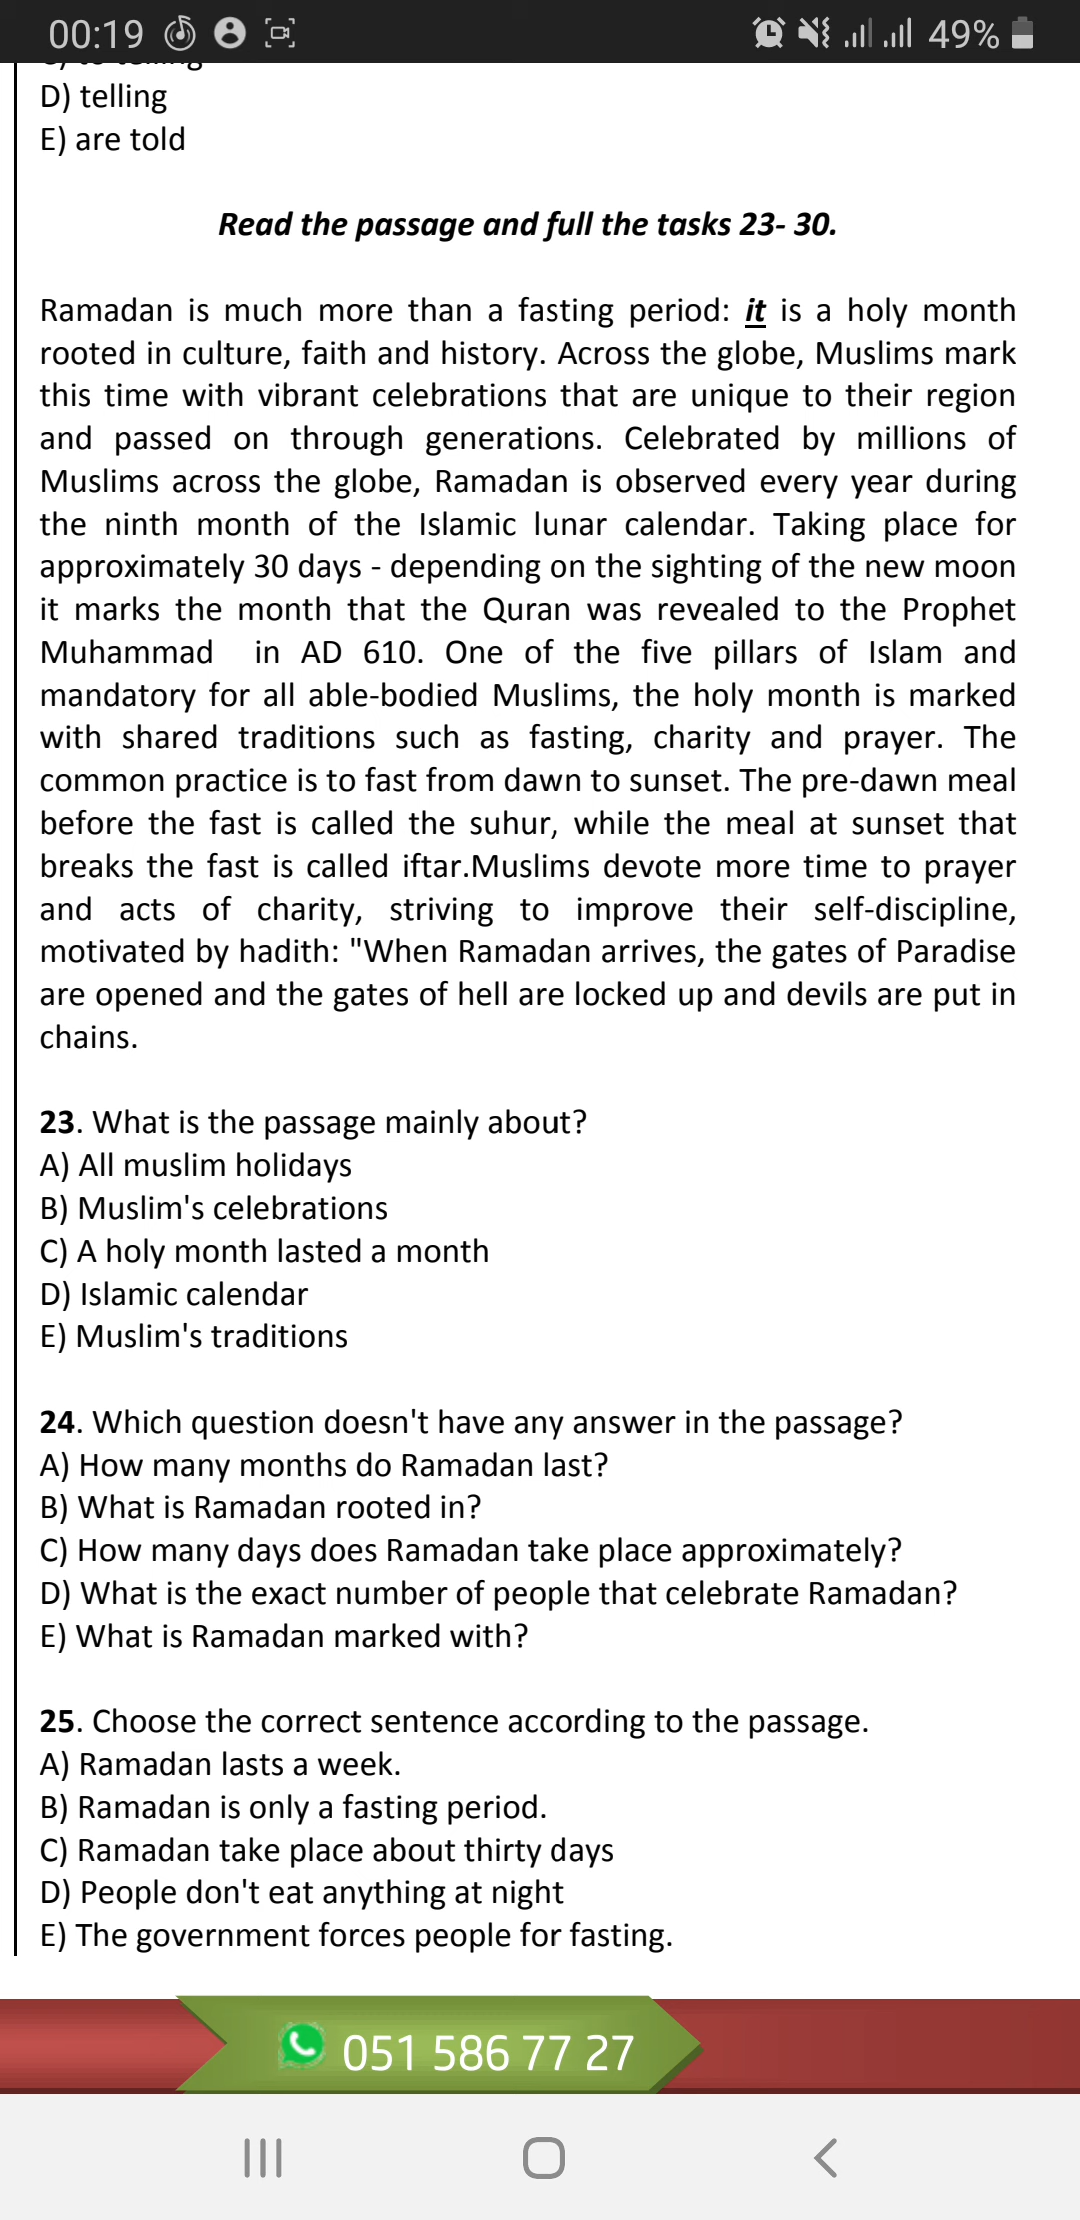 00:19
49%
D) telling
E) are told
Read the passage and full the tasks 23- 30.
Ramadan is much more than a fasting period: it is a holy month
rooted in culture, faith and history. Across the globe, Muslims mark
this time with vibrant celebrations that are unique to their region
and passed on through generations. Celebrated by millions of
Muslims across the globe, Ramadan is observed every year during
the ninth month of the Islamic lunar calendar. Taking place for
approximately 30 days - depending on the sighting of the new moon
it marks the month that the Quran was revealed to the Prophet
Muhammad in AD 610. One of the five pillars of Islam and
mandatory for all able-bodied Muslims, the holy month is marked
with shared traditions such as fasting, charity and prayer. The
common practice is to fast from dawn to sunset. The pre-dawn meal
before the fast is called the suhur, while the meal at sunset that
breaks the fast is called iftar.Muslims devote more time to prayer
and acts of charity, striving to improve their self-discipline,
motivated by hadith: "When Ramadan arrives, the gates of Paradise
are opened and the gates of hell are locked up and devils are put in
chains.
23. What is the passage mainly about?
A) All muslim holidays
B) Muslim's celebrations
C) A holy month lasted a month
D) Islamic calendar
E) Muslim's traditions
24. Which question doesn't have any answer in the passage?
A) How many months do Ramadan last?
B) What is Ramadan rooted in?
C) How many days does Ramadan take place approximately?
D) What is the exact number of people that celebrate Ramadan?
E) What is Ramadan marked with?
25. Choose the correct sentence according to the passage.
A) Ramadan lasts a week.
B) Ramadan is only a fasting period.
C) Ramadan take place about thirty days
D) People don't eat anything at night
E) The government forces people for fasting.
051 586 77 27